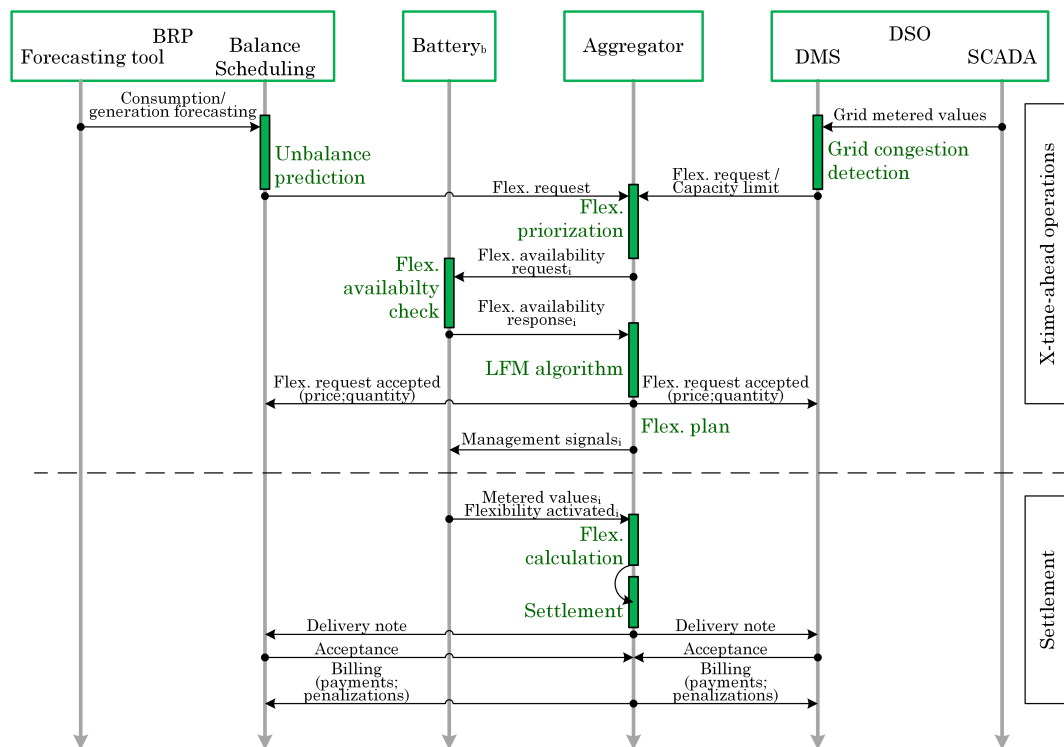 BRP
Forecasting tool
Balance
Scheduling
Batteryb
Aggregator
DSO
DMS
SCADA
Consumption/
generation forecasting
Grid metered values
Unbalance
prediction
Grid congestion
detection
Flex. request
Flex. request /
Capacity limit
Flex.
priorization
Flex. availability
requesti
Flex.
availabilty
check
Flex. availability
responsei
LFM algorithm
Flex. request accepted
(price;quantity)
Flex. request accepted
(price;quantity)
Flex. plan
Management signalsi
X-time-ahead operations
Metered valuesi
Flexibility activatedi
Flex.
calculation
Settlement
Delivery note
Delivery note
Acceptance
Acceptance
Billing
(payments;
penalizations)
Billing
(payments;
penalizations)
Settlement